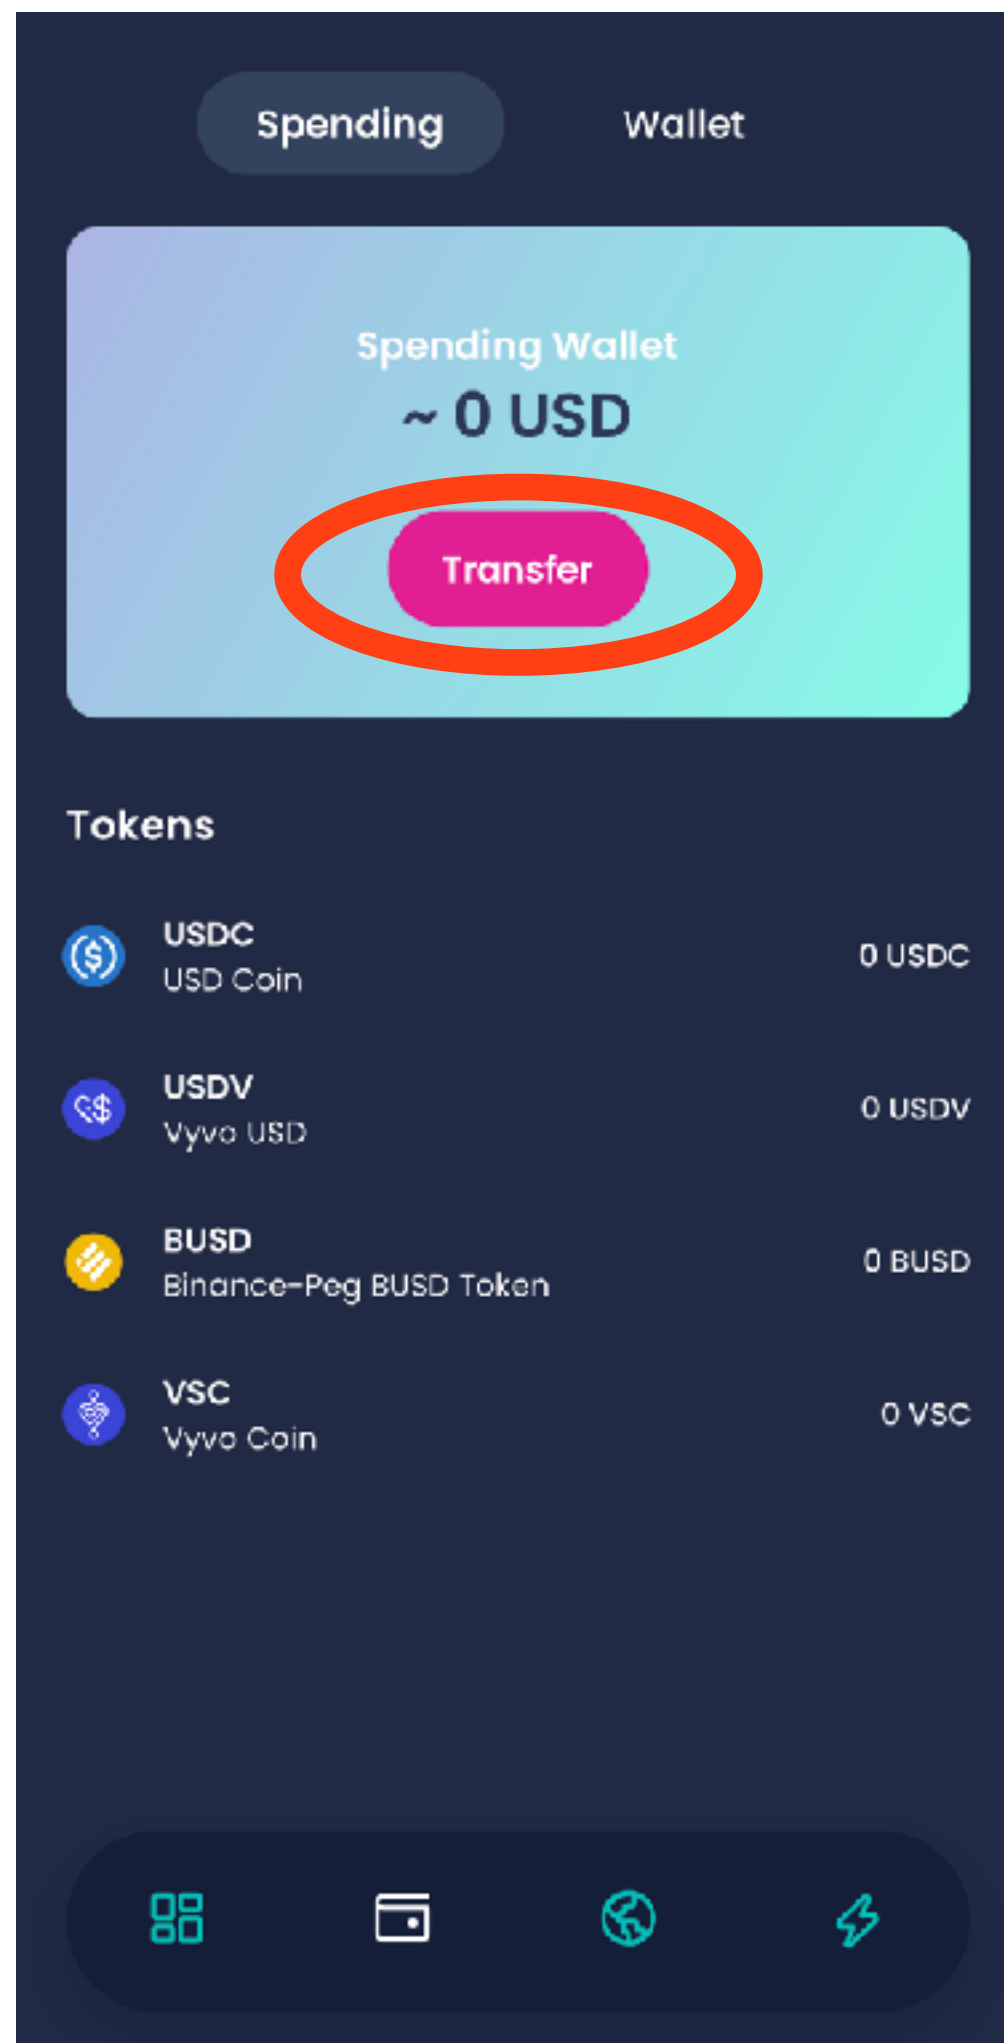 Spending Wallet
Spending Wallet
~ 0 USD
Transfer
Tokens
USDC
USD Coin
0 USDC
USDV
Vyvo USD
0 USDV
BUSD
Binance-Peg BUSD Token
0 BUSD
VSC
Vyvo Coin
0 VSC